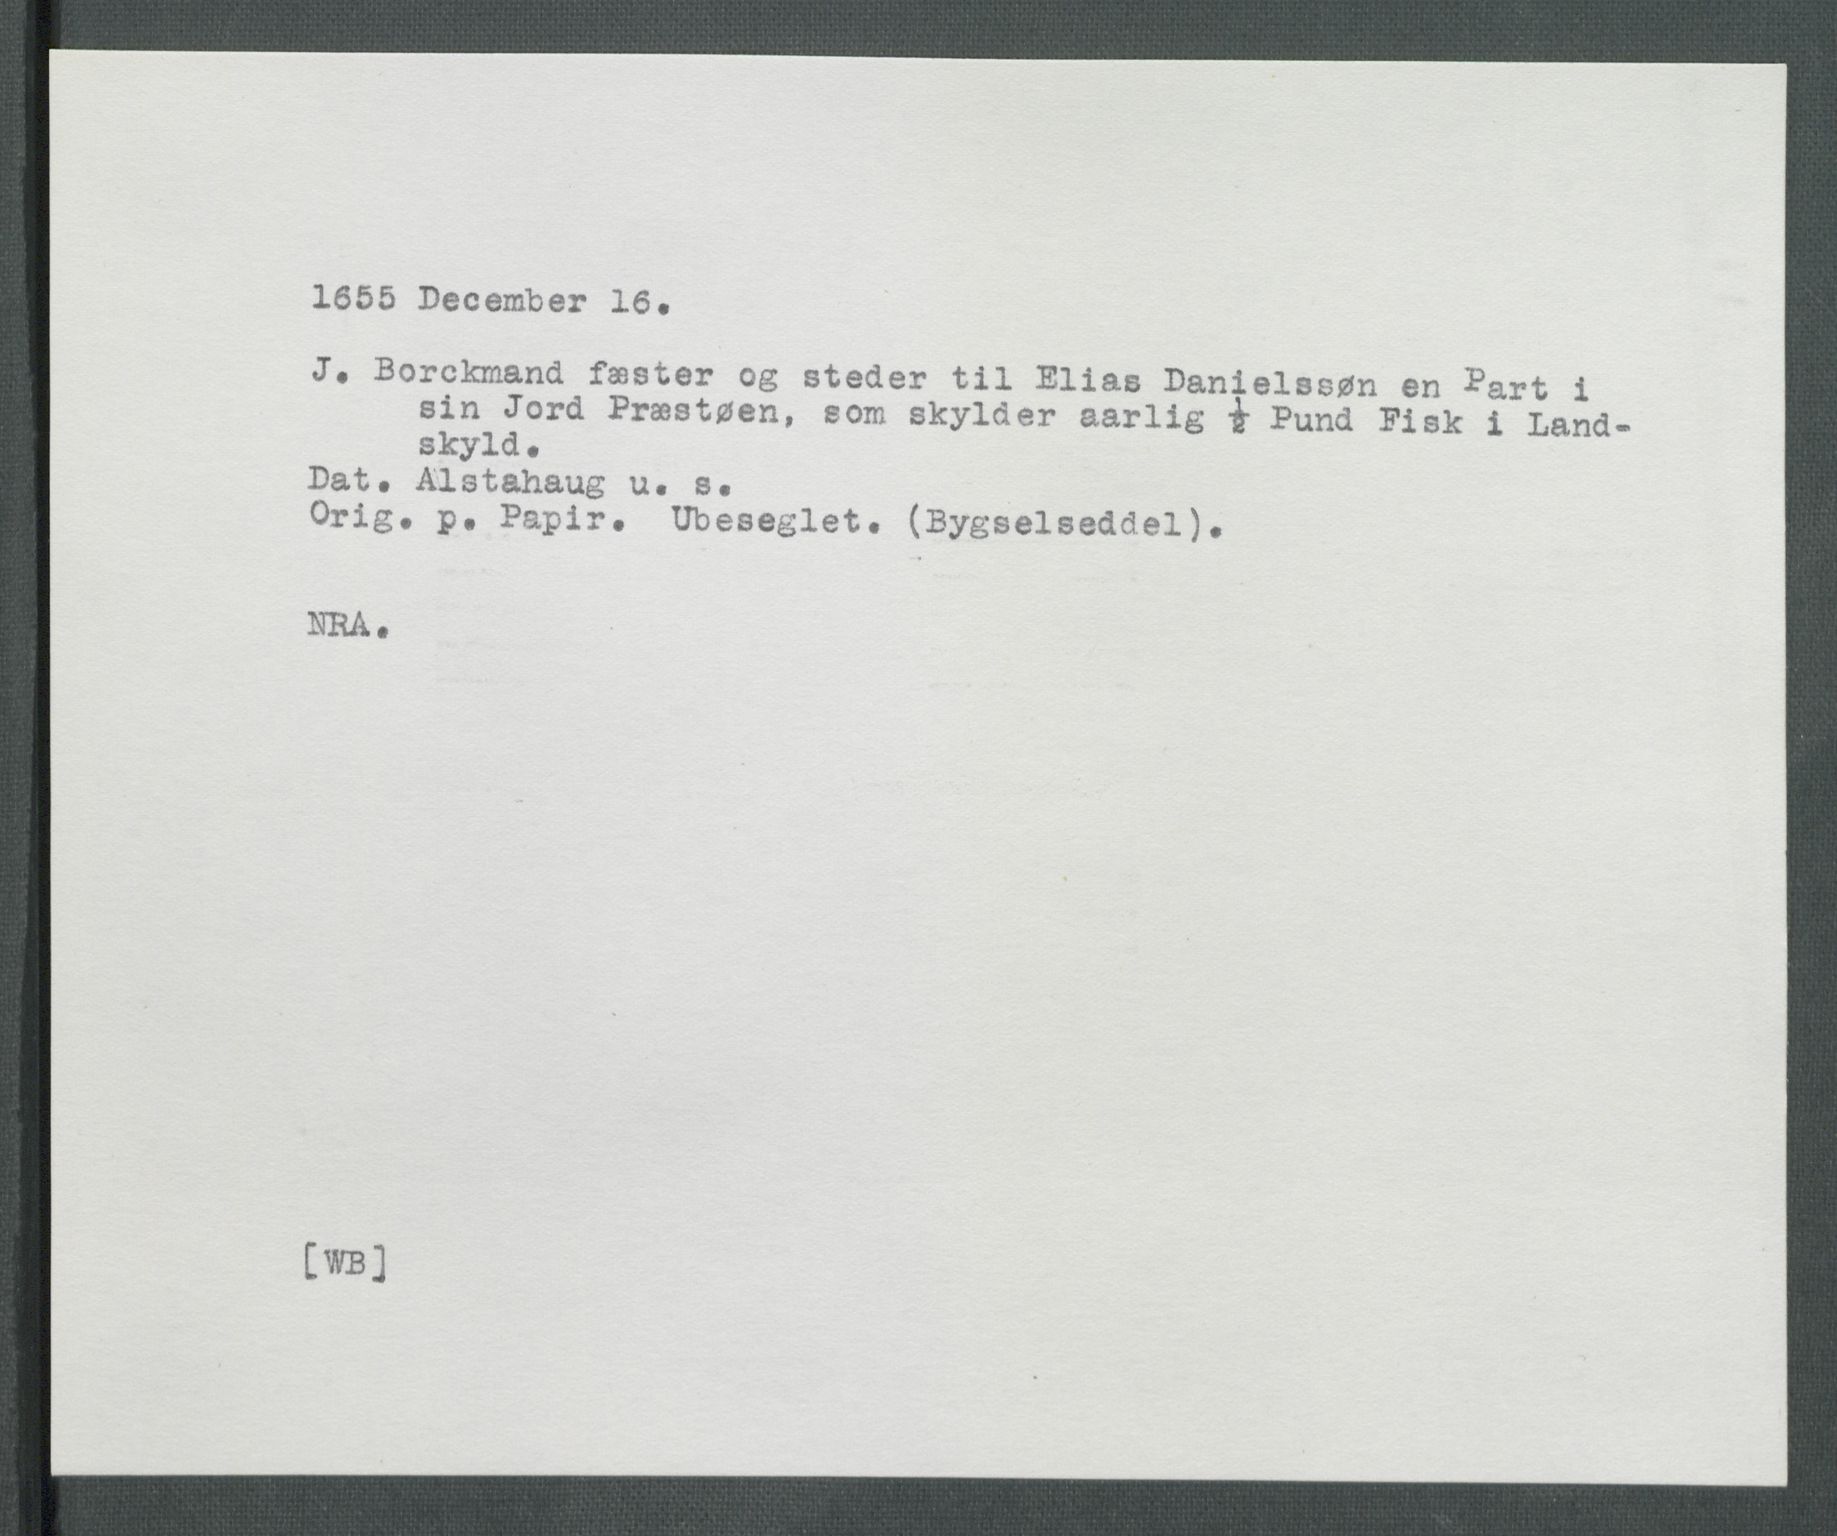 1655 December 16.
J. Borckmand fæster og steder til Elias Danielssøn en Part i
sin Jord Præstøen, som skylder aarlig ½ Pund Fisk i Land-
skyld.
Dat. Alstahaug u. s.
Orig. p. Papir. Ubeseglet. (Bygselseddel).
NRA.
[WB]